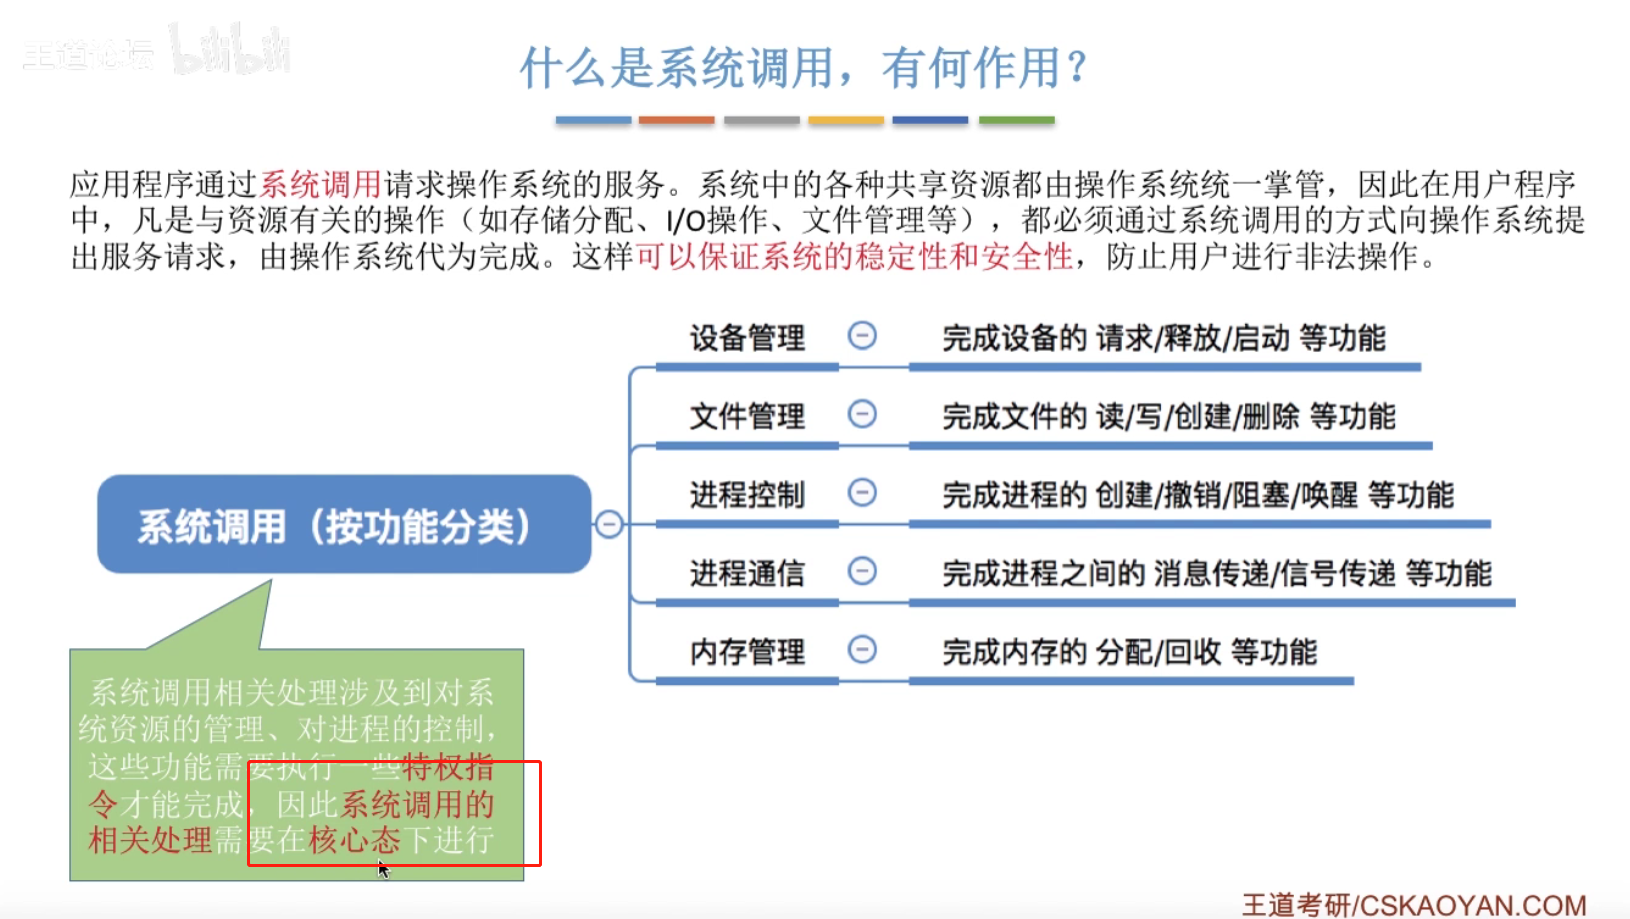 王道论坛 bilibili
什么是系统调用，有何作用？
应用程序通过系统调用请求操作系统的服务。系统中的各种共享资源都由操作系统统一掌管，因此在用户程序
中，凡是与资源有关的操作（如存储分配、I/O操作、文件管理等），都必须通过系统调用的方式向操作系统提
出服务请求，由操作系统代为完成。这样可以保证系统的稳定性和安全性，防止用户进行非法操作。
设备管理 完成设备的 请求/释放/启动 等功能
文件管理 完成文件的 读/写/创建/删除 等功能
进程控制 完成进程的 创建/撤销/阻塞/唤醒 等功能
系统调用（按功能分类）
进程通信 完成进程之间的 消息传递/信号传递 等功能
内存管理 完成内存的 分配/回收 等功能
系统调用相关处理涉及到对系
统资源的管理、对进程的控制，
这些功能需要执行一些特权指
令才能完成，因此系统调用的
相关处理需要在核心态下进行
王道考研/CSKAOYAN.COM